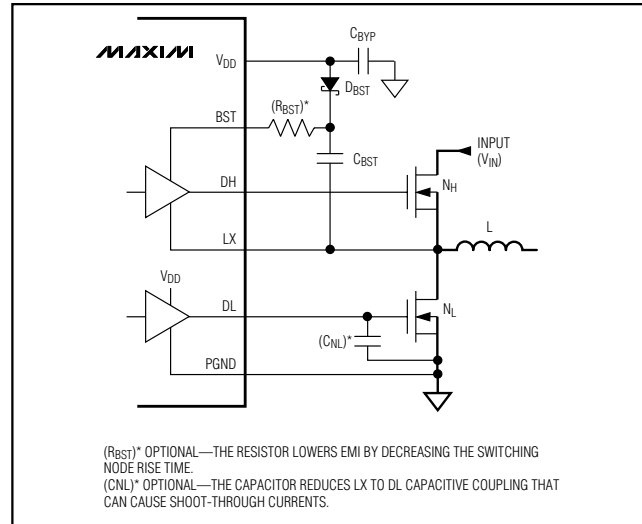 MAXIM
CBYP
VDD
DBST
(RBST)*
BST
INPUT
(VIN)
CBST
DH
NH
L
LX
VDD
DL
NL
(CNL)*
PGND
(RBST)* OPTIONAL—THE RESISTOR LOWERS EMI BY DECREASING THE SWITCHING
NODE RISE TIME.
(CNL)* OPTIONAL—THE CAPACITOR REDUCES LX TO DL CAPACITIVE COUPLING THAT
CAN CAUSE SHOOT-THROUGH CURRENTS.